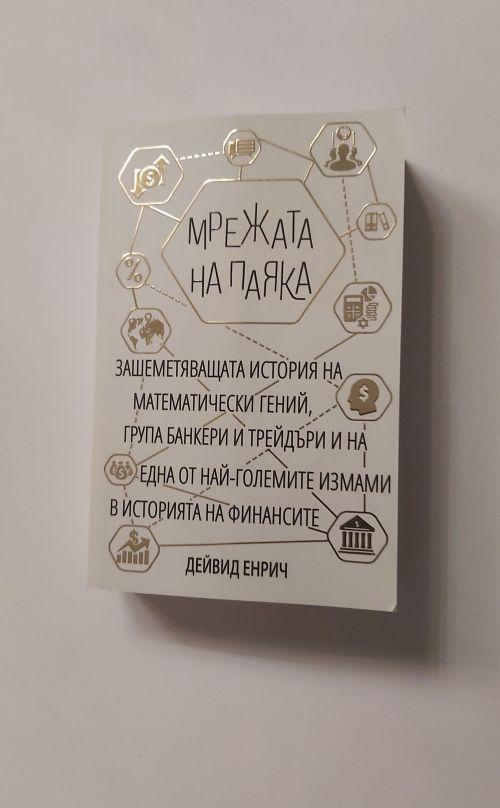 МРЕЖАТА
НА ПАЯКА
ЗАШЕМЕТЯВАЩАТА ИСТОРИЯ НА
МАТЕМАТИЧЕСКИ ГЕНИЙ,
ГРУПА БАНКЕРИ И ТРЕЙДЪРИ И НА
ЕДНА ОТ НАЙ-ГОЛЕМИТЕ ИЗМАМИ
В ИСТОРИЯТА НА ФИНАНСИТЕ
ДЕЙВИД ЕНРИЧ